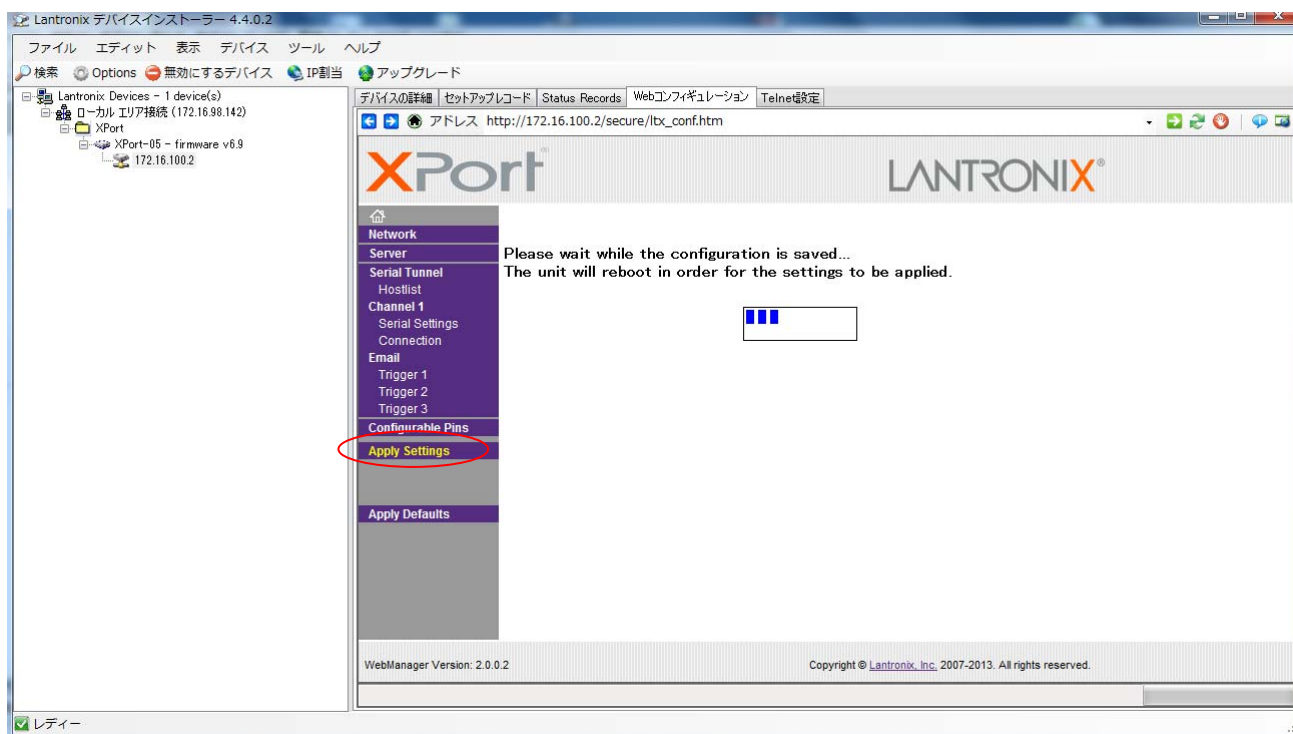 Lantronix デバイスインストーラー 4.4.0.2
ファイル エディット 表示 デバイス ツール ヘルプ
検索 Options 無効にするデバイス IP割当 アップグレード
Lantronix Devices - 1 device(s)
ローカル エリア接続 (172.16.98.142)
XPort
XPort-05 - firmware v6.9
172.16.100.2
デバイスの詳細 セットアップレコード Status Records Webコンフィギュレーション Telnet設定
アドレス http://172.16.100.2/secure/ltx_conf.htm
XPort® LANTRONIX®
Network
Server
Serial Tunnel
Hostlist
Channel 1
Serial Settings
Connection
Email
Trigger 1
Trigger 2
Trigger 3
Configurable Pins
Apply Settings
Apply Defaults
Please wait while the configuration is saved...
The unit will reboot in order for the settings to be applied.
WebManager Version: 2.0.0.2
Copyright © Lantronix, Inc. 2007-2013. All rights reserved.
レディー